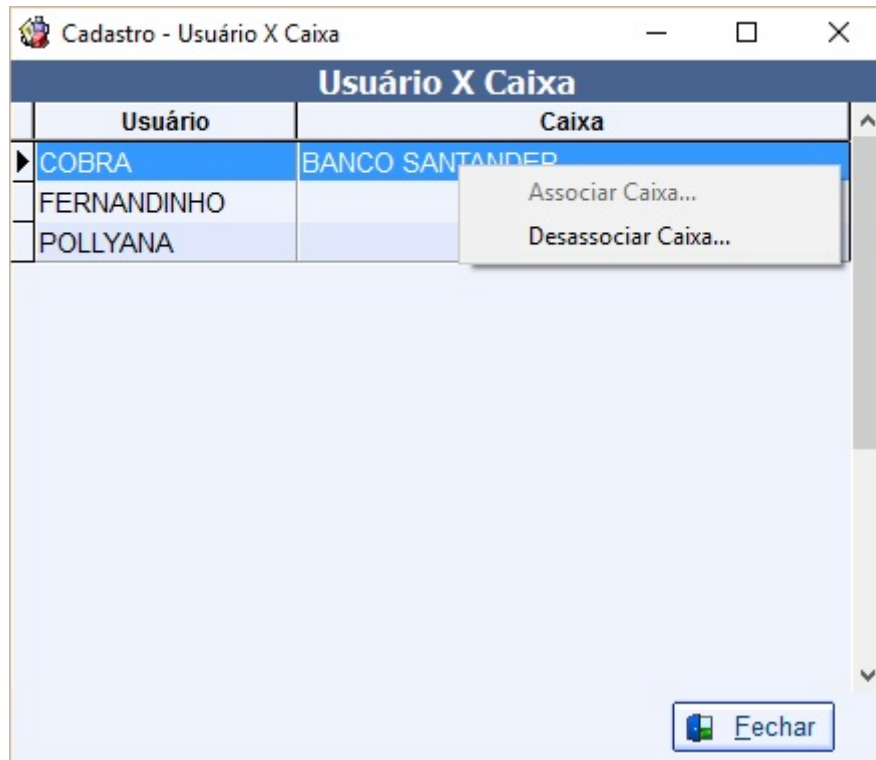 Cadastro - Usuário X Caixa
Usuário X Caixa
Usuário Caixa
COBRA BANCO SANTANDER
Associar Caixa...
FERNANDINHO
Desassociar Caixa...
POLLYANA
Fechar